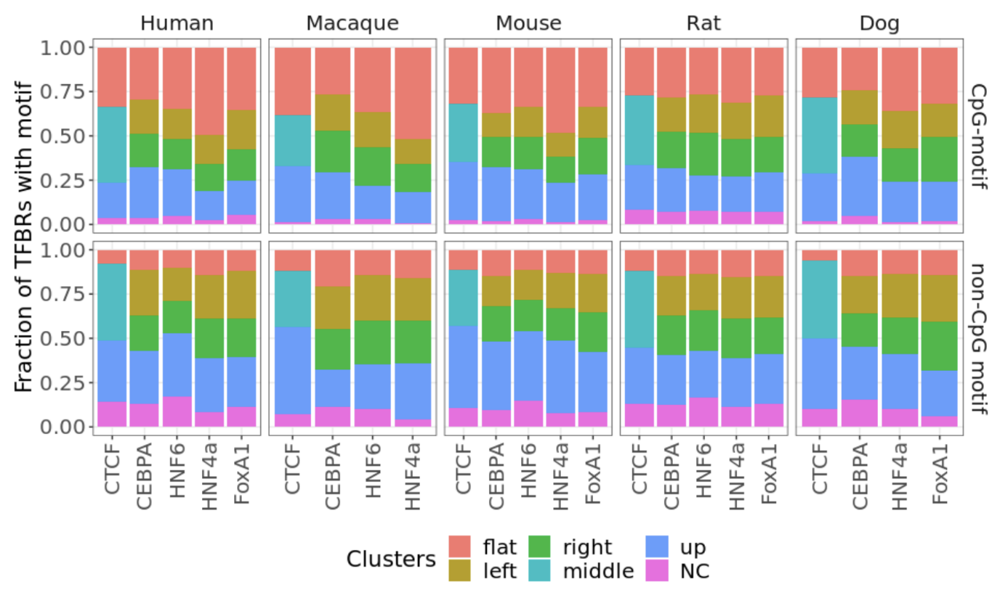 Human Macaque Mouse Rat Dog
Fraction of TFBRs with motif
1.00
0.75
0.50
0.25
0.00
CpG-motif
1.00
0.75
0.50
0.25
0.00
non-CpG motif
CTCF CEBPA HNF6 HNF4a FoxA1 CTCF CEBPA HNF6 HNF4a CTCF CEBPA HNF6 HNF4a FoxA1 CTCF CEBPA HNF6 HNF4a FoxA1 CTCF CEBPA HNF4a FoxA1
Clusters
flat right up
left middle NC